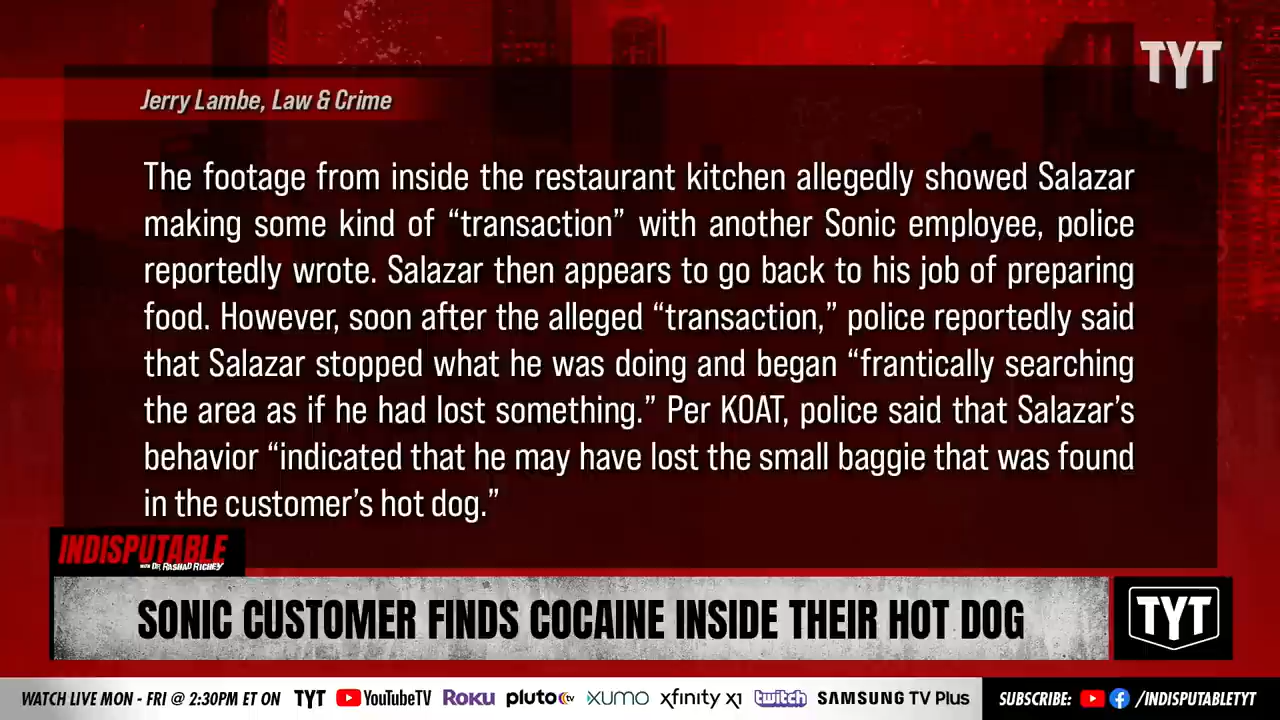 TYT
Jerry Lambe, Law & Crime
The footage from inside the restaurant kitchen allegedly showed Salazar
making some kind of “transaction” with another Sonic employee, police
reportedly wrote. Salazar then appears to go back to his job of preparing
food. However, soon after the alleged “transaction,” police reportedly said
that Salazar stopped what he was doing and began “frantically searching
the area as if he had lost something.” Per KOAT, police said that Salazar’s
behavior “indicated that he may have lost the small baggie that was found
in the customer’s hot dog.”
INDISPUTABLE
WITH DR. RASHAD RICHEY
SONIC CUSTOMER FINDS COCAINE INSIDE THEIR HOT DOG
TYT
WATCH LIVE MON - FRI @ 2:30PM ET ON TYT YouTubeTV ROKU pluto tv XUMO xfinity x1 twitch SAMSUNG TV Plus SUBSCRIBE: /INDISPUTABLETYT